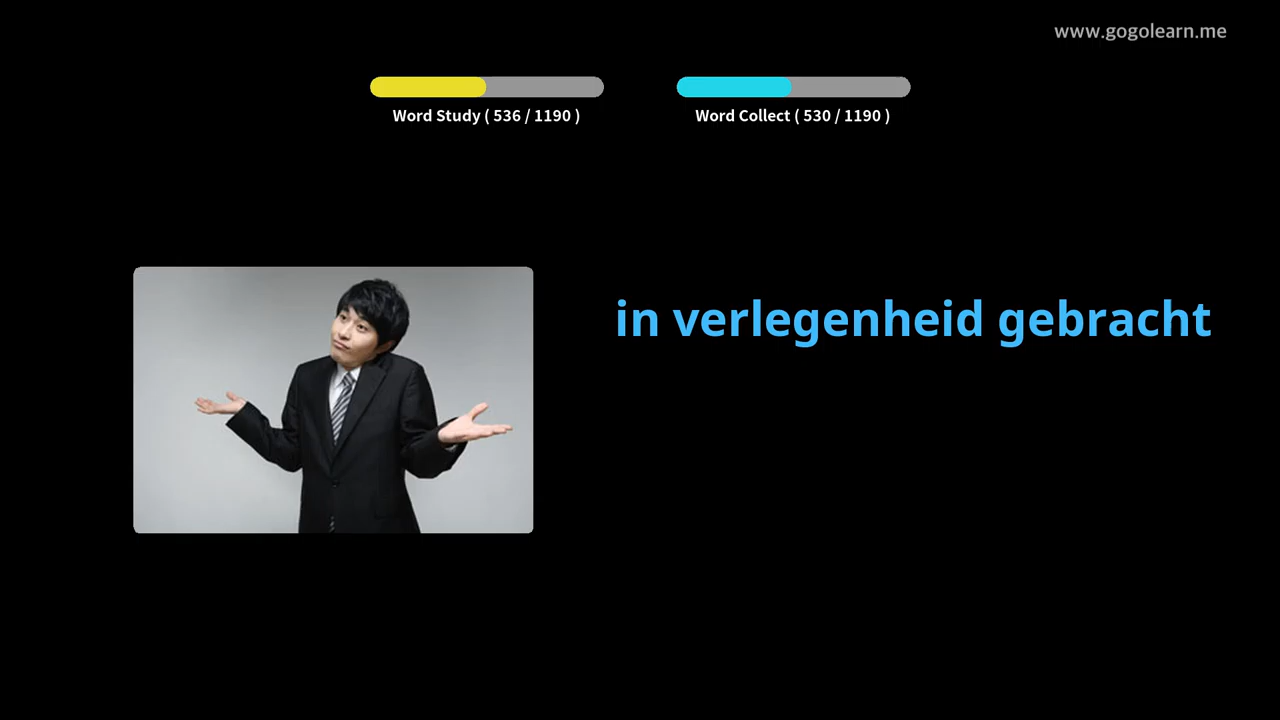 www.gogolearn.me
Word Study ( 536 / 1190 )
Word Collect ( 530 / 1190 )
in verlegenheid gebracht